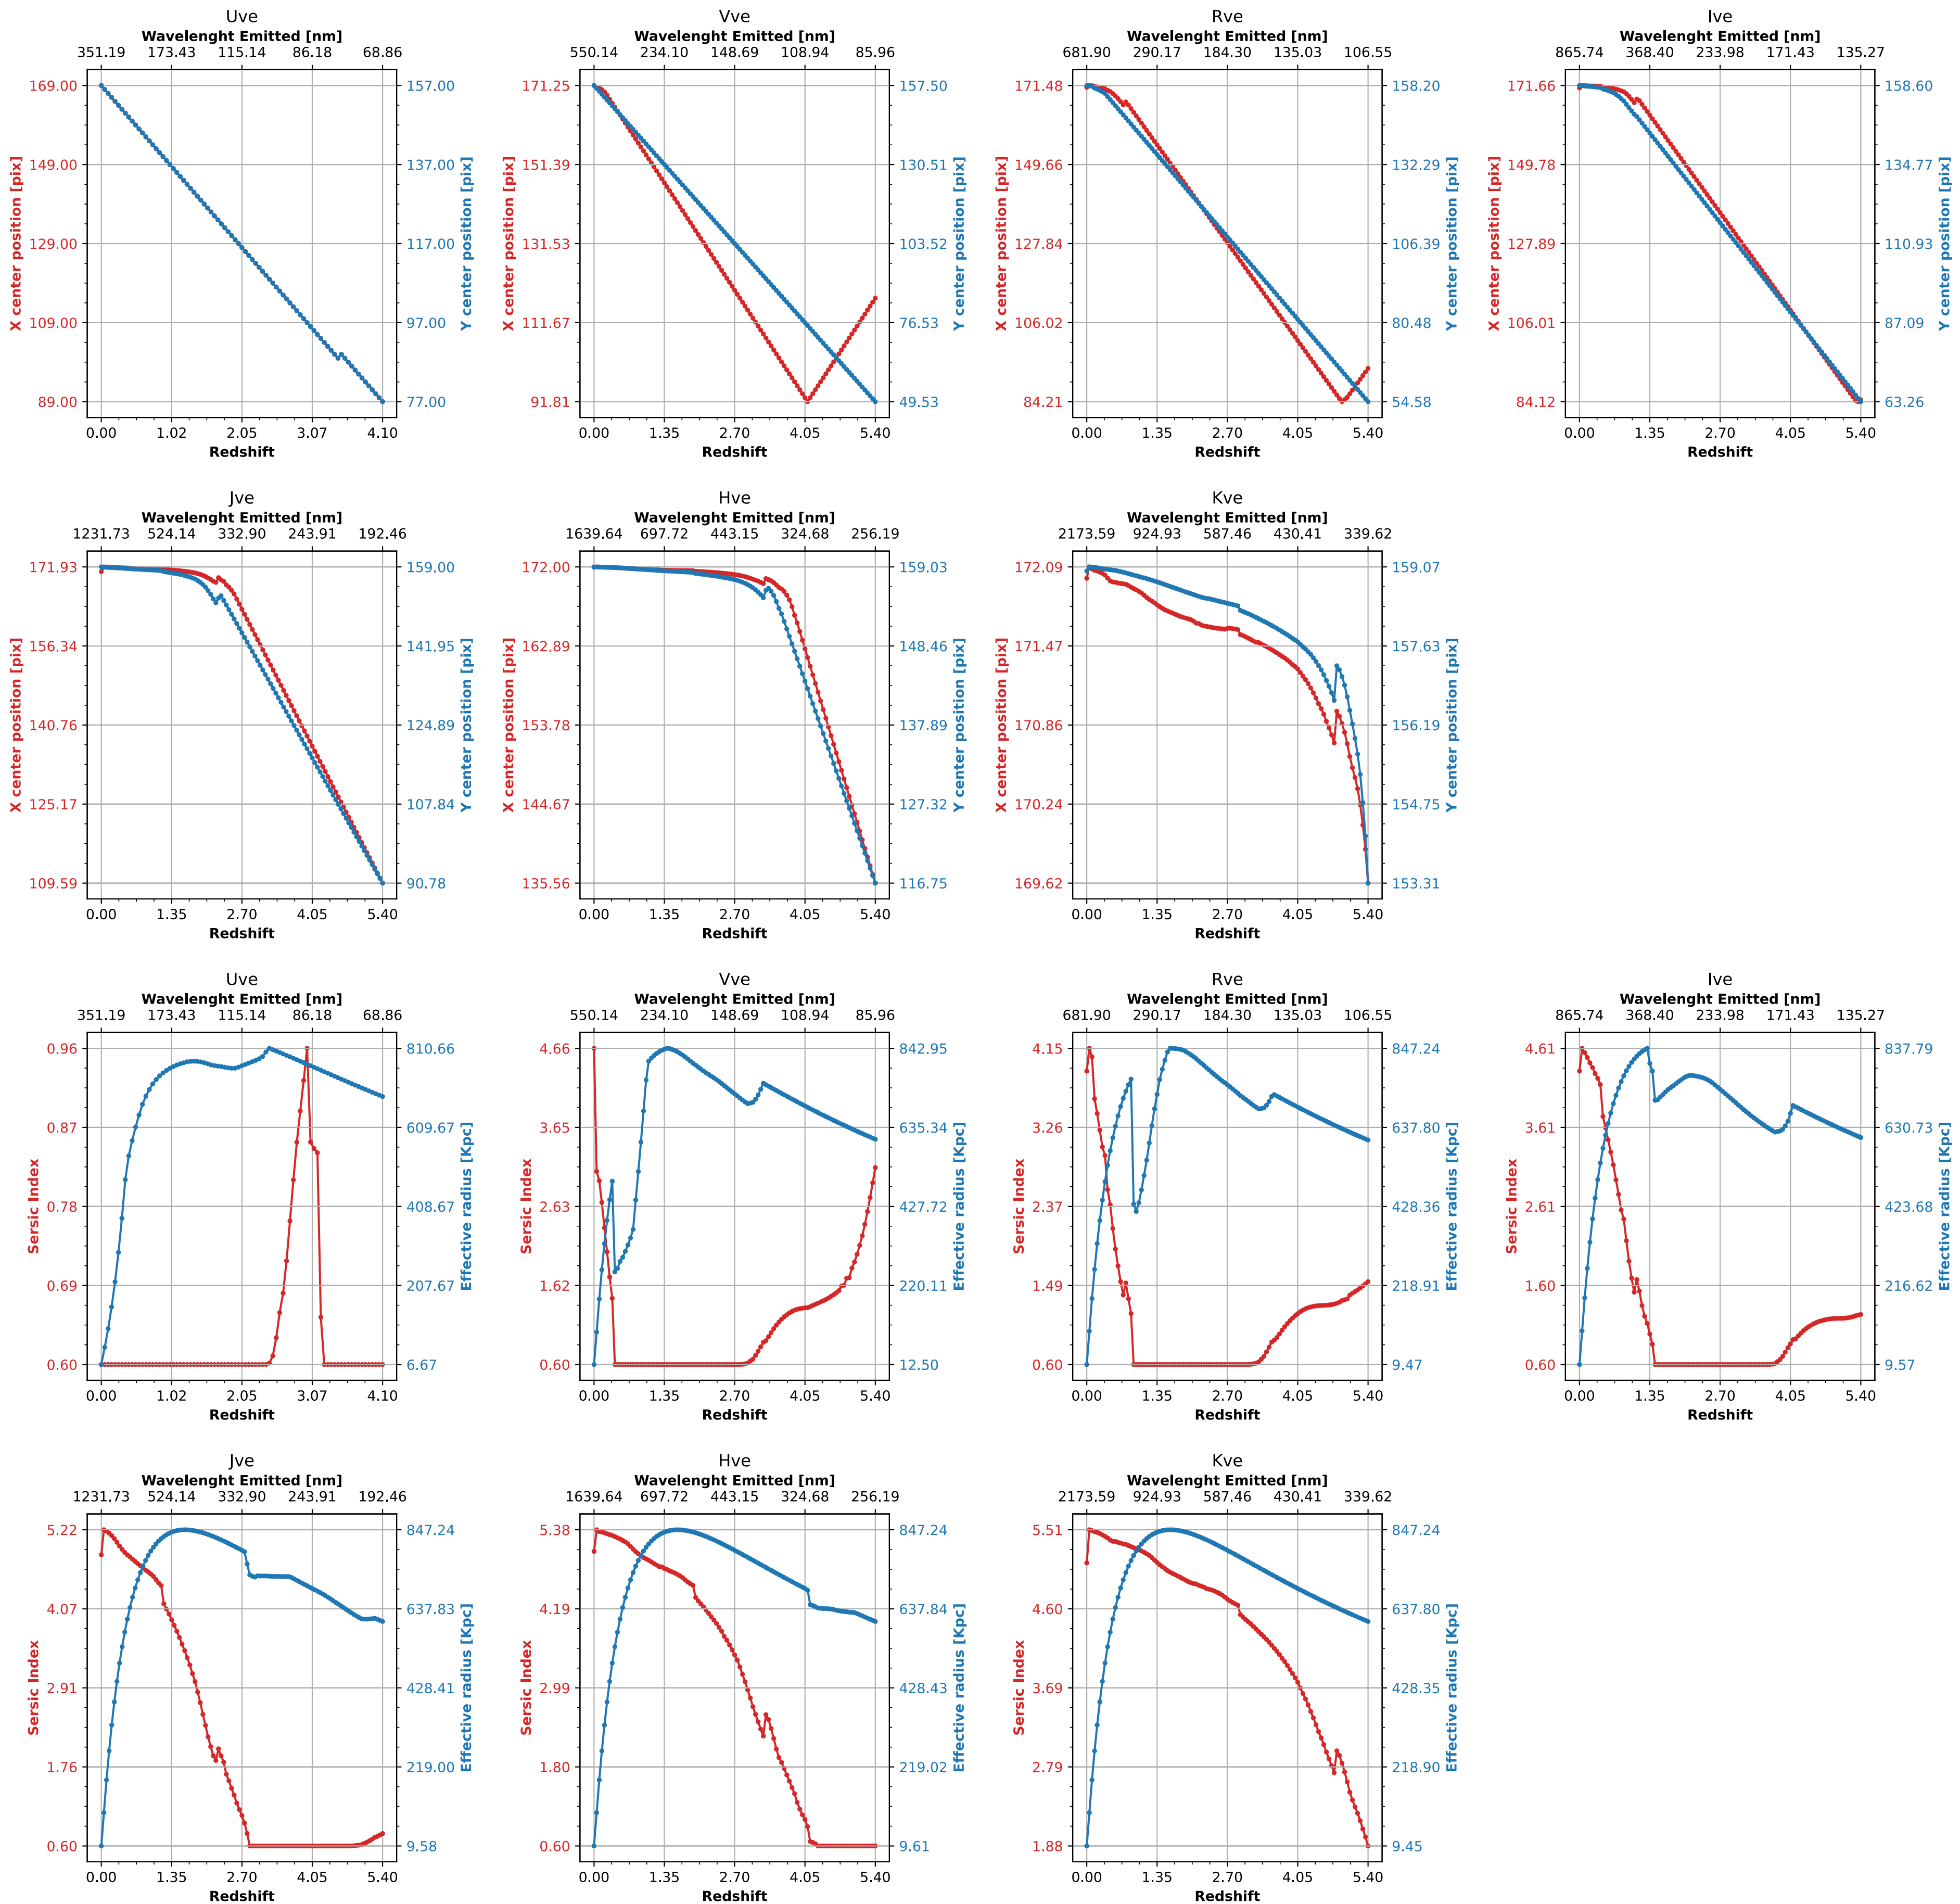 Uve
Wavelenght Emitted [nm]
351.19 173.43 115.14 86.18 68.86
169.00 149.00 129.00 109.00 89.00
X center position [pix]
157.00 137.00 117.00 97.00 77.00
Y center position [pix]
0.00 1.02 2.05 3.07 4.10
Redshift
Vve
Wavelenght Emitted [nm]
550.14 234.10 148.69 108.94 85.96
171.25 151.39 131.53 111.67 91.81
X center position [pix]
157.50 130.51 103.52 76.53 49.53
Y center position [pix]
0.00 1.35 2.70 4.05 5.40
Redshift
Rve
Wavelenght Emitted [nm]
681.90 290.17 184.30 135.03 106.55
171.48 149.66 127.84 106.02 84.21
X center position [pix]
158.20 132.29 106.39 80.48 54.58
Y center position [pix]
0.00 1.35 2.70 4.05 5.40
Redshift
Ive
Wavelenght Emitted [nm]
865.74 368.40 233.98 171.43 135.27
171.66 149.78 127.89 106.01 84.12
X center position [pix]
158.60 134.77 110.93 87.09 63.26
Y center position [pix]
0.00 1.35 2.70 4.05 5.40
Redshift
Jve
Wavelenght Emitted [nm]
1231.73 524.14 332.90 243.91 192.46
171.93 156.34 140.76 125.17 109.59
X center position [pix]
159.00 141.95 124.89 107.84 90.78
Y center position [pix]
0.00 1.35 2.70 4.05 5.40
Redshift
Hve
Wavelenght Emitted [nm]
1639.64 697.72 443.15 324.68 256.19
172.00 162.89 153.78 144.67 135.56
X center position [pix]
159.03 148.46 137.89 127.32 116.75
Y center position [pix]
0.00 1.35 2.70 4.05 5.40
Redshift
Kve
Wavelenght Emitted [nm]
2173.59 924.93 587.46 430.41 339.62
172.09 171.47 170.86 170.24 169.62
X center position [pix]
159.07 157.63 156.19 154.75 153.31
Y center position [pix]
0.00 1.35 2.70 4.05 5.40
Redshift
Uve
Wavelenght Emitted [nm]
351.19 173.43 115.14 86.18 68.86
0.96 0.87 0.78 0.69 0.60
Sersic Index
810.66 609.67 408.67 207.67 6.67
Effective radius [Kpc]
0.00 1.02 2.05 3.07 4.10
Redshift
Vve
Wavelenght Emitted [nm]
550.14 234.10 148.69 108.94 85.96
4.66 3.65 2.63 1.62 0.60
Sersic Index
842.95 635.34 427.72 220.11 12.50
Effective radius [Kpc]
0.00 1.35 2.70 4.05 5.40
Redshift
Rve
Wavelenght Emitted [nm]
681.90 290.17 184.30 135.03 106.55
4.15 3.26 2.37 1.49 0.60
Sersic Index
847.24 637.80 428.36 218.91 9.47
Effective radius [Kpc]
0.00 1.35 2.70 4.05 5.40
Redshift
Ive
Wavelenght Emitted [nm]
865.74 368.40 233.98 171.43 135.27
4.61 3.61 2.61 1.60 0.60
Sersic Index
837.79 630.73 423.68 216.62 9.57
Effective radius [Kpc]
0.00 1.35 2.70 4.05 5.40
Redshift
Jve
Wavelenght Emitted [nm]
1231.73 524.14 332.90 243.91 192.46
5.22 4.07 2.91 1.76 0.60
Sersic Index
847.24 637.83 428.41 219.00 9.58
Effective radius [Kpc]
0.00 1.35 2.70 4.05 5.40
Redshift
Hve
Wavelenght Emitted [nm]
1639.64 697.72 443.15 324.68 256.19
5.38 4.19 2.99 1.80 0.60
Sersic Index
847.24 637.84 428.43 219.02 9.61
Effective radius [Kpc]
0.00 1.35 2.70 4.05 5.40
Redshift
Kve
Wavelenght Emitted [nm]
2173.59 924.93 587.46 430.41 339.62
5.51 4.60 3.69 2.79 1.88
Sersic Index
847.24 637.80 428.35 218.90 9.45
Effective radius [Kpc]
0.00 1.35 2.70 4.05 5.40
Redshift